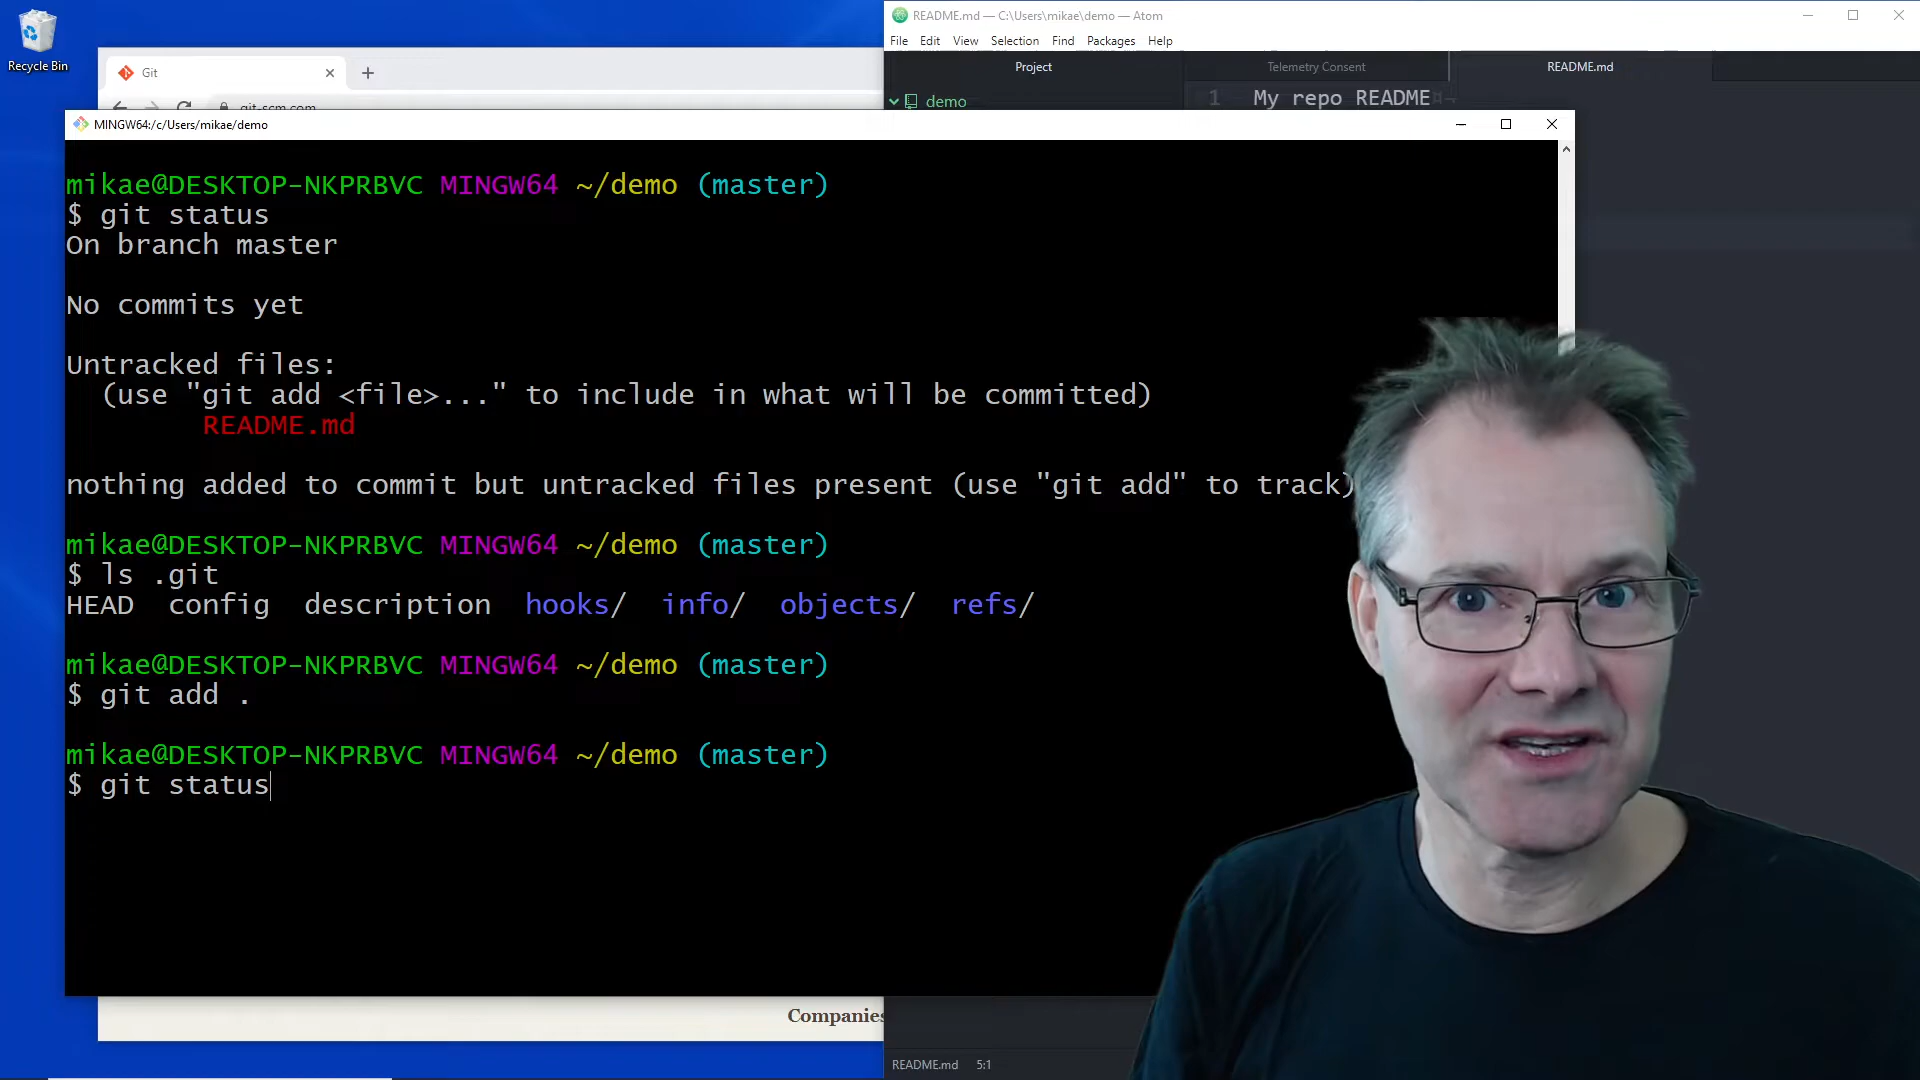 Recycle Bin
Git
git-scm.com
README.md — C:\Users\mikae\demo — Atom
File Edit View Selection Find Packages Help
Project
Telemetry Consent
README.md
demo
1 My repo README
MINGW64:/c/Users/mikae/demo
mikae@DESKTOP-NKPRBVC MINGW64 ~/demo (master)
$ git status
On branch master
No commits yet
Untracked files:
(use "git add <file>..." to include in what will be committed)
README.md
nothing added to commit but untracked files present (use "git add" to track)
mikae@DESKTOP-NKPRBVC MINGW64 ~/demo (master)
$ ls .git
HEAD config description hooks/ info/ objects/ refs/
mikae@DESKTOP-NKPRBVC MINGW64 ~/demo (master)
$ git add .
mikae@DESKTOP-NKPRBVC MINGW64 ~/demo (master)
$ git status
Companies
README.md 5:1